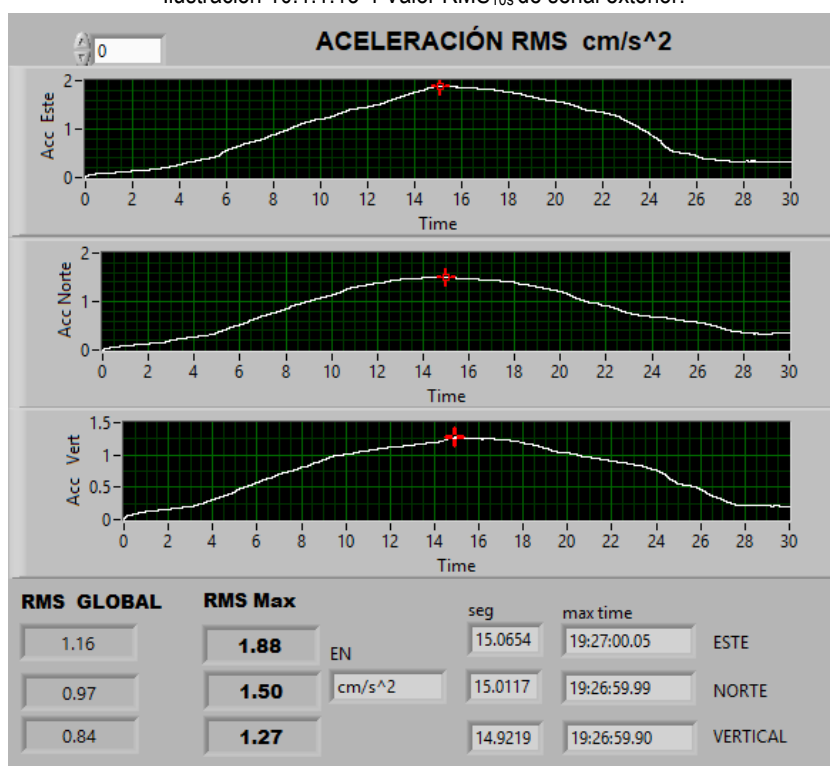 Ilustración 10.1.1.13-4 Valor RMS10s de señal exterior.
0 ACELERACIÓN RMS cm/s^2
Acc Este
2
1
0
0 2 4 6 8 10 12 14 16 18 20 22 24 26 28 30
Time
Acc Norte
2
1
0
0 2 4 6 8 10 12 14 16 18 20 22 24 26 28 30
Time
Acc Vert
1.5
1
0.5
0
0 2 4 6 8 10 12 14 16 18 20 22 24 26 28 30
Time
RMS GLOBAL RMS Max seg max time
1.16 1.88 EN 15.0654 19:27:00.05 ESTE
0.97 1.50 cm/s^2 15.0117 19:26:59.99 NORTE
0.84 1.27 14.9219 19:26:59.90 VERTICAL